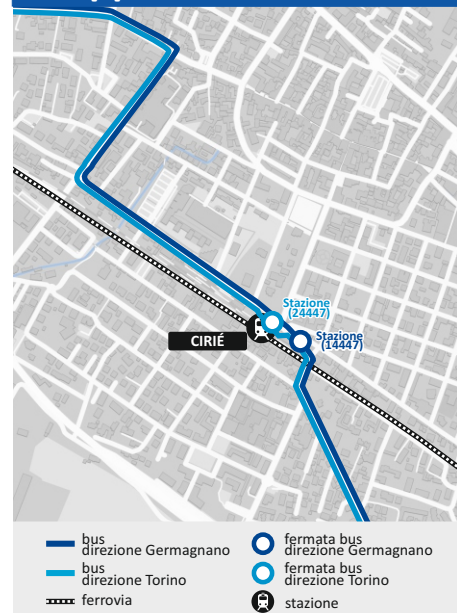 Stazione
(24447)
Stazione
(14447)
CIRIÉ
bus
direzione Germagnano
fermata bus
direzione Germagnano
bus
direzione Torino
fermata bus
direzione Torino
ferrovia
stazione